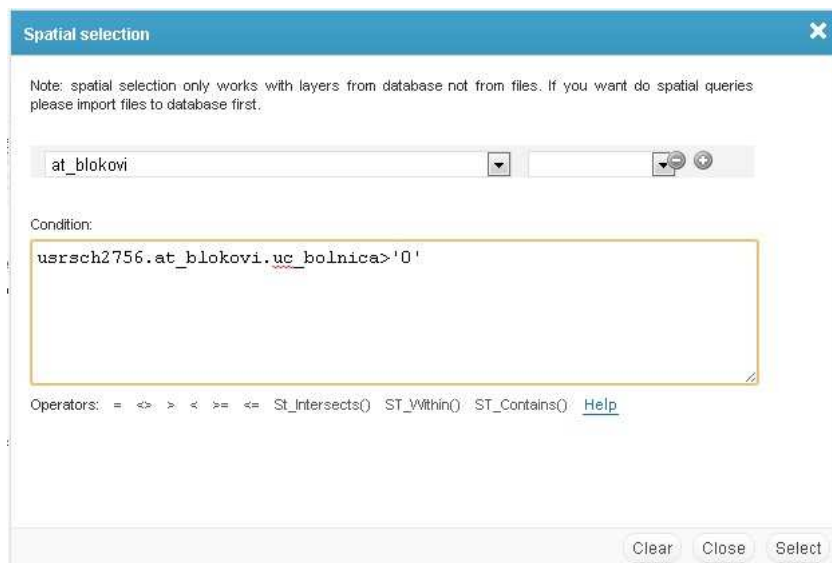 Spatial selection
Note: spatial selection only works with layers from database not from files. If you want do spatial queries
please import files to database first.
at_blokovi
Condition:
usrsch2756.at_blokovi.uc_bolnica>'0'
Operators: = <> > < >= <= St_Intersects() ST_Within() ST_Contains() Help
Clear Close Select